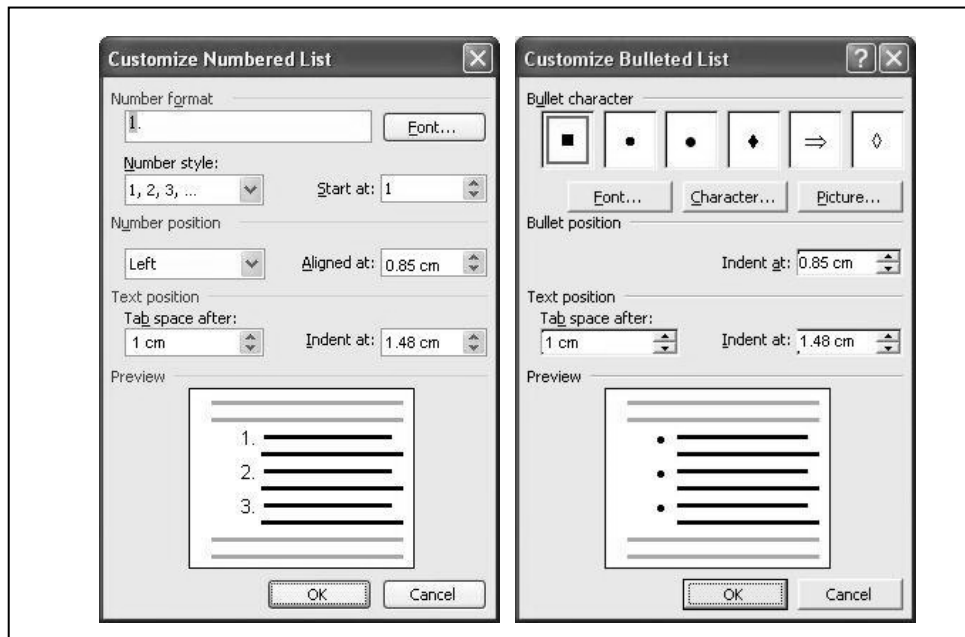 Customize Numbered List
Number format
1.
Font...
Number style:
1, 2, 3, ...
Start at: 1
Number position
Left
Aligned at: 0.85 cm
Text position
Tab space after:
1 cm
Indent at: 1.48 cm
Preview
1.
2.
3.
OK Cancel
Customize Bulleted List
Bullet character
Font... Character... Picture...
Bullet position
Indent at: 0.85 cm
Text position
Tab space after:
1 cm
Indent at: 1.48 cm
Preview
OK Cancel